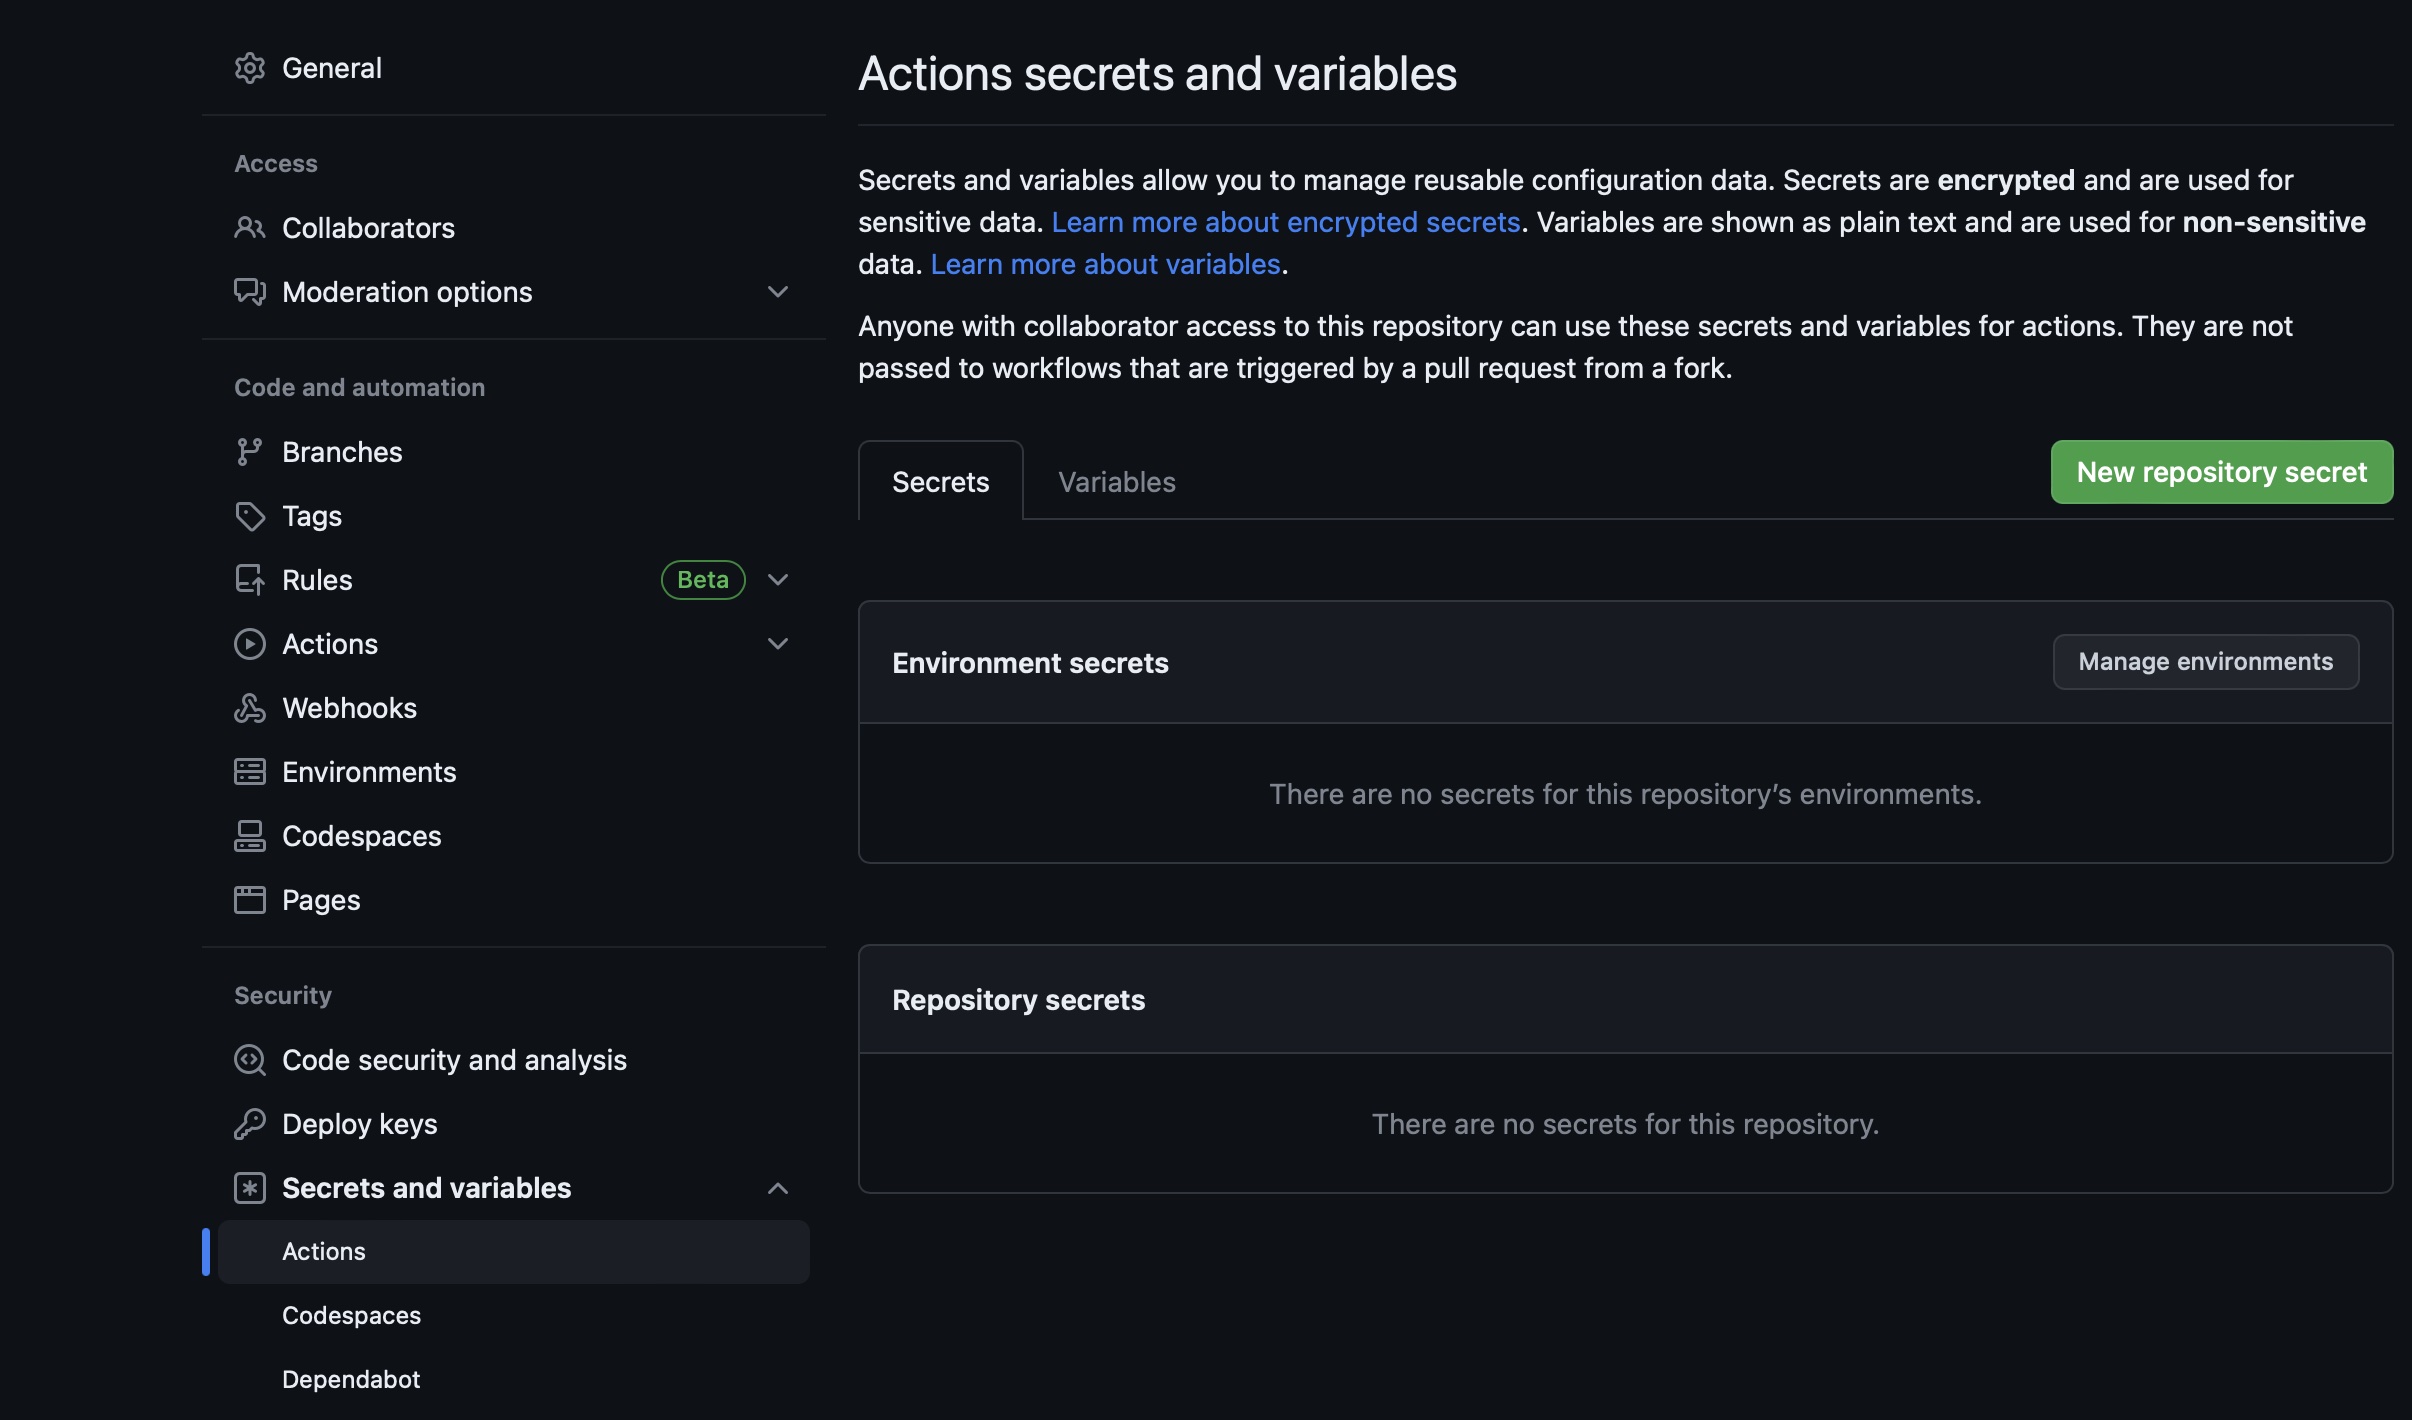 General
Access
Collaborators
Moderation options
Code and automation
Branches
Tags
Rules Beta
Actions
Webhooks
Environments
Codespaces
Pages
Security
Code security and analysis
Deploy keys
Secrets and variables
Actions
Codespaces
Dependabot
Actions secrets and variables
Secrets and variables allow you to manage reusable configuration data. Secrets are encrypted and are used for
sensitive data. Learn more about encrypted secrets. Variables are shown as plain text and are used for non-sensitive
data. Learn more about variables.
Anyone with collaborator access to this repository can use these secrets and variables for actions. They are not
passed to workflows that are triggered by a pull request from a fork.
Secrets Variables New repository secret
Environment secrets Manage environments
There are no secrets for this repository’s environments.
Repository secrets
There are no secrets for this repository.